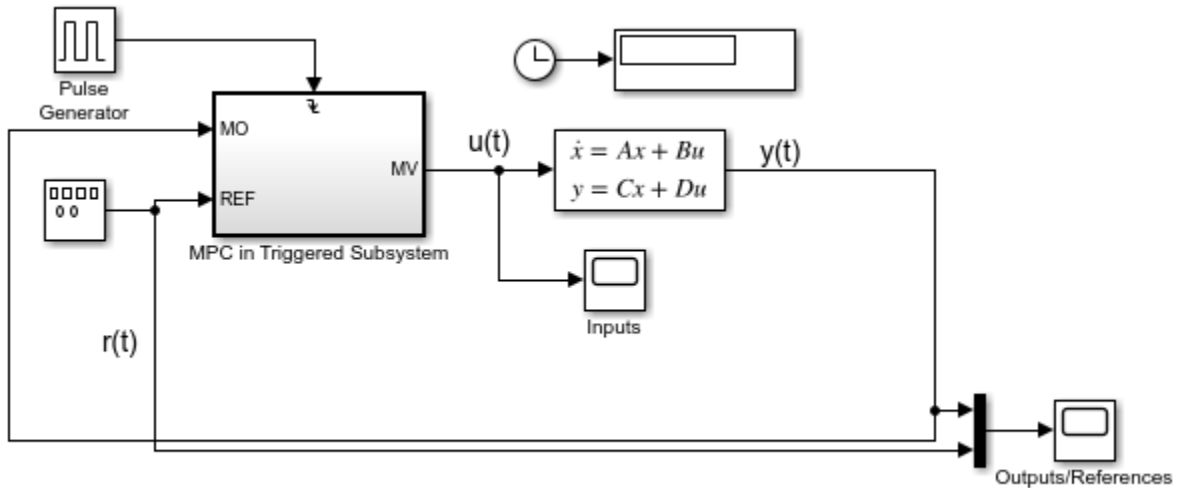 Pulse
Generator
MO
REF
MV
MPC in Triggered Subsystem
u(t)
ẋ = Ax + Bu
y = Cx + Du
y(t)
Inputs
r(t)
Outputs/References